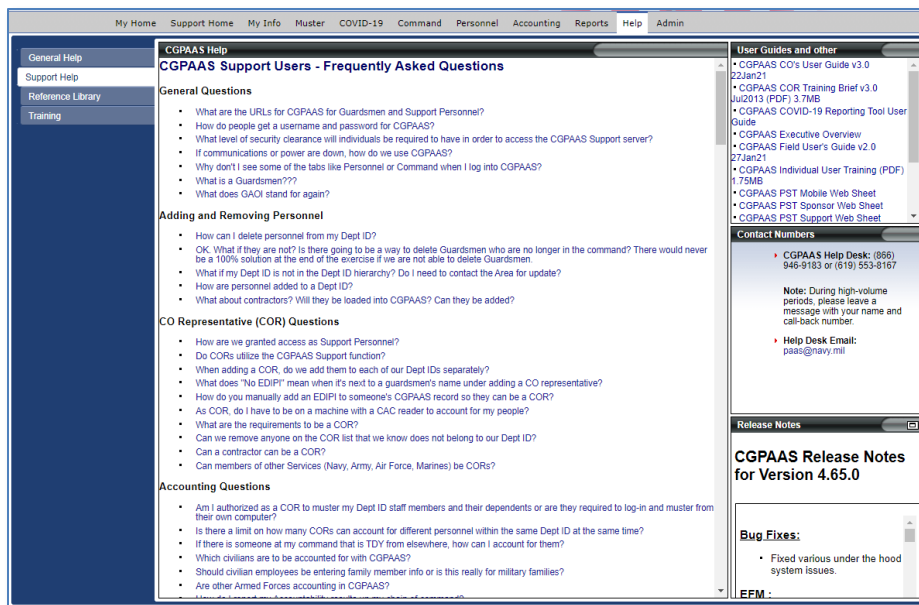 My Home Support Home My Info Muster COVID-19 Command Personnel Accounting Reports Help Admin
General Help
Support Help
Reference Library
Training
CGPAAS Help
CGPAAS Support Users - Frequently Asked Questions
General Questions
▪ What are the URLs for CGPAAS for Guardsmen and Support Personnel?
▪ How do people get a username and password for CGPAAS?
▪ What level of security clearance will individuals be required to have in order to access the CGPAAS Support server?
▪ If communications or power are down, how do we use CGPAAS?
▪ Why don't I see some of the tabs like Personnel or Command when I log into CGPAAS?
▪ What is a Guardsmen???
▪ What does GAOI stand for again?
Adding and Removing Personnel
▪ How can I delete personnel from my Dept ID?
▪ OK. What if they are not? Is there going to be a way to delete Guardsmen who are no longer in the command? There would never
be a 100% solution at the end of the exercise if we are not able to delete Guardsmen.
▪ What if my Dept ID is not in the Dept ID hierarchy? Do I need to contact the Area for update?
▪ How are personnel added to a Dept ID?
▪ What about contractors? Will they be loaded into CGPAAS? Can they be added?
CO Representative (COR) Questions
▪ How are we granted access as Support Personnel?
▪ Do CORs utilize the CGPAAS Support function?
▪ When adding a COR, do we add them to each of our Dept IDs separately?
▪ What does "No EDIPI" mean when it's next to a guardsmen's name under adding a CO representative?
▪ How do you manually add an EDIPI to someone's CGPAAS record so they can be a COR?
▪ As COR, do I have to be on a machine with a CAC reader to account for my people?
▪ What are the requirements to be a COR?
▪ Can we remove anyone on the COR list that we know does not belong to our Dept ID?
▪ Can a contractor can be a COR?
▪ Can members of other Services (Navy, Army, Air Force, Marines) be CORs?
Accounting Questions
▪ Am I authorized as a COR to muster my Dept ID staff members and their dependents or are they required to log-in and muster from
their own computer?
▪ Is there a limit on how many CORs can account for different personnel within the same Dept ID at the same time?
▪ If there is someone at my command that is TDY from elsewhere, how can I account for them?
▪ Which civilians are to be accounted for with CGPAAS?
▪ Should civilian employees be entering family member info or is this really for military families?
▪ Are other Armed Forces accounting in CGPAAS?
▪ How do I report my Accountability results up my chain of command?
User Guides and other
▪ CGPAAS CO's User Guide v3.0
22Jan21
▪ CGPAAS COR Training Brief v3.0
Jul2013 (PDF) 3.7MB
▪ CGPAAS COVID-19 Reporting Tool User
Guide
▪ CGPAAS Executive Overview
▪ CGPAAS Field User's Guide v2.0
27Jan21
▪ CGPAAS Individual User Training (PDF)
1.75MB
▪ CGPAAS PST Mobile Web Sheet
▪ CGPAAS PST Sponsor Web Sheet
▪ CGPAAS PST Support Web Sheet
Contact Numbers
CGPAAS Help Desk: (866)
946-9183 or (619) 553-8167
Note: During high-volume
periods, please leave a
message with your name and
call-back number.
Help Desk Email:
paas@navy.mil
Release Notes
CGPAAS Release Notes
for Version 4.65.0
Bug Fixes:
▪ Fixed various under the hood
system issues.
EFM :